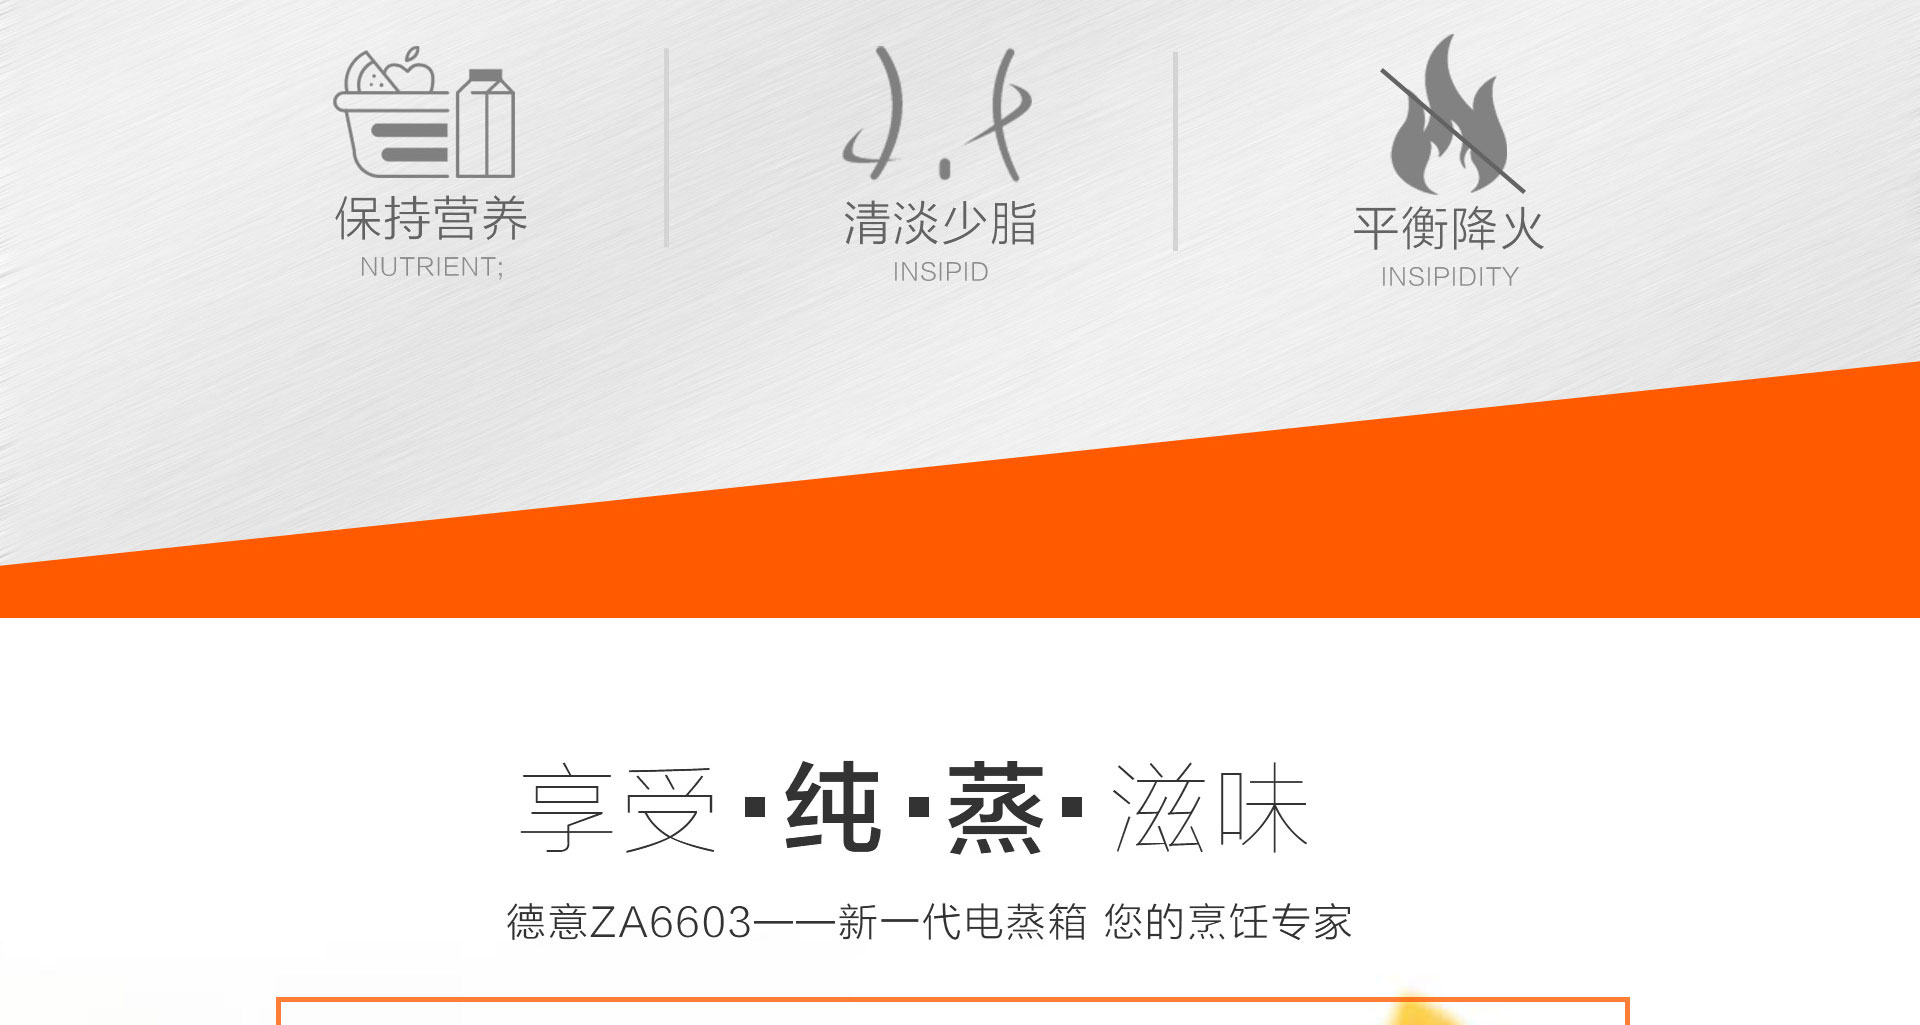 保持营养
NUTRIENT;
清淡少脂
INSIPID
平衡降火
INSIPIDITY
享受·纯·蒸·滋味
德意ZA6603——新一代电蒸箱 您的烹饪专家